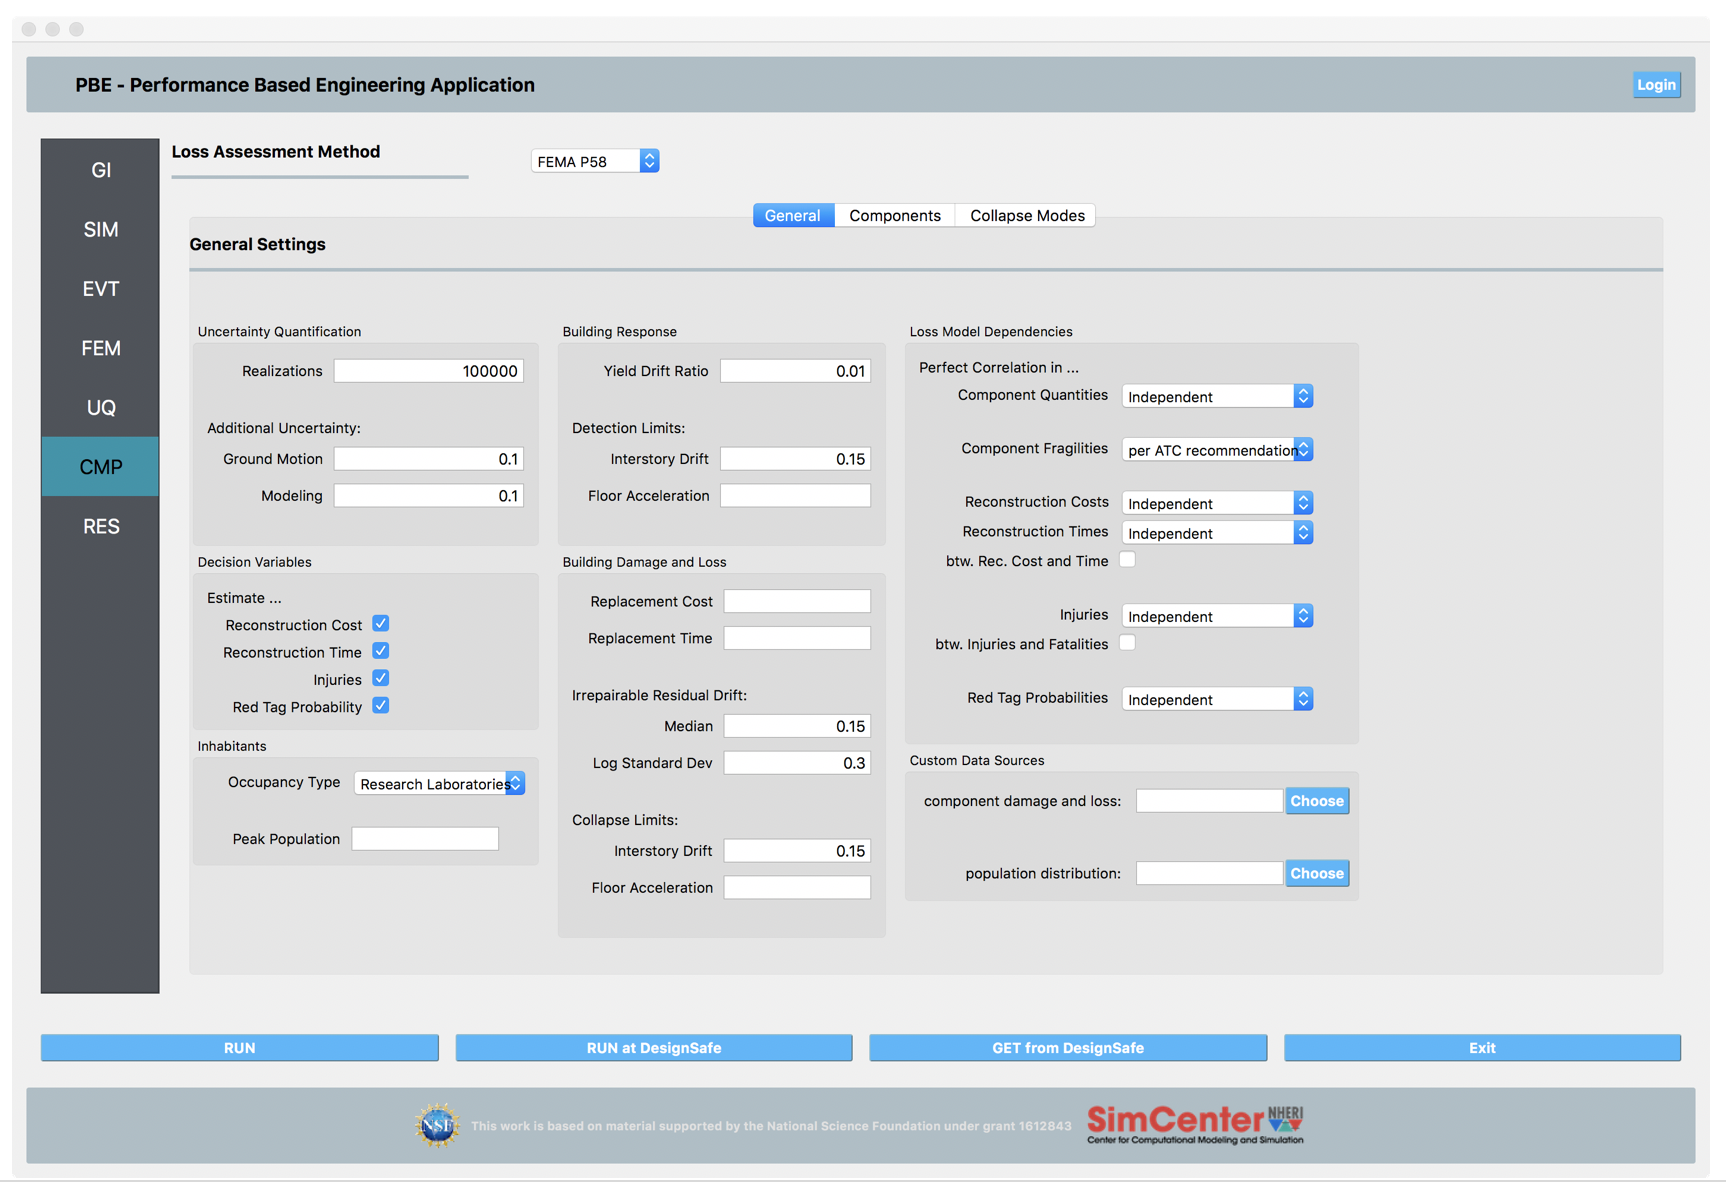 PBE - Performance Based Engineering Application
Login
GI
SIM
EVT
FEM
UQ
CMP
RES
Loss Assessment Method
FEMA P58
General
Components
Collapse Modes
General Settings
Uncertainty Quantification
Realizations 100000
Additional Uncertainty:
Ground Motion 0.1
Modeling 0.1
Decision Variables
Estimate ...
Reconstruction Cost
Reconstruction Time
Injuries
Red Tag Probability
Inhabitants
Occupancy Type Research Laboratories
Peak Population
Building Response
Yield Drift Ratio 0.01
Detection Limits:
Interstory Drift 0.15
Floor Acceleration
Building Damage and Loss
Replacement Cost
Replacement Time
Irrepairable Residual Drift:
Median 0.15
Log Standard Dev 0.3
Collapse Limits:
Interstory Drift 0.15
Floor Acceleration
Loss Model Dependencies
Perfect Correlation in ...
Component Quantities Independent
Component Fragilities per ATC recommendation
Reconstruction Costs Independent
Reconstruction Times Independent
btw. Rec. Cost and Time
Injuries Independent
btw. Injuries and Fatalities
Red Tag Probabilities Independent
Custom Data Sources
component damage and loss: Choose
population distribution: Choose
RUN
RUN at DesignSafe
GET from DesignSafe
Exit
NSF
This work is based on material supported by the National Science Foundation under grant 1612843
SimCenter NHERI
Center for Computational Modeling and Simulation